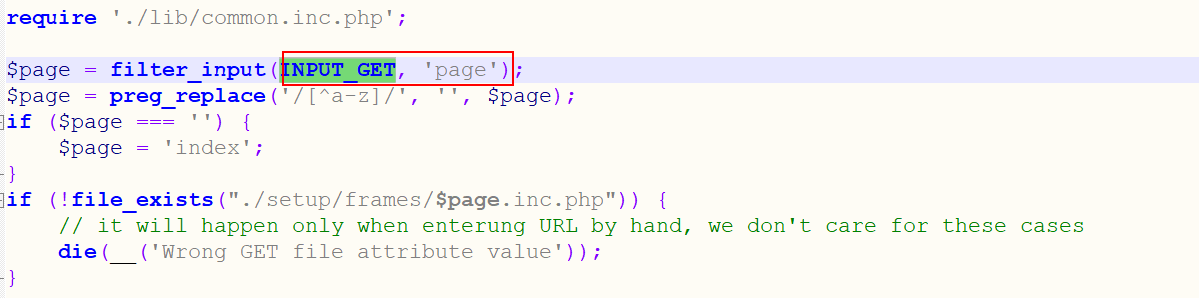 require './lib/common.inc.php';
$page = filter_input(INPUT_GET, 'page');
$page = preg_replace('/[^a-z]/', '', $page);
if ($page === '') {
    $page = 'index';
}
if (!file_exists("./setup/frames/$page.inc.php")) {
    // it will happen only when enterung URL by hand, we don't care for these cases
    die(__('Wrong GET file attribute value'));
}